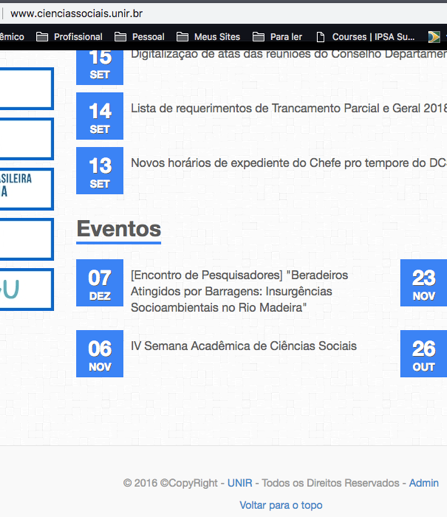 www.cienciassociais.unir.br
êmico Profissional Pessoal Meus Sites Para ler Courses | IPSA Su...
15 Digitalização de atas das reuniões do Conselho Departamen
SET
14 Lista de requerimentos de Trancamento Parcial e Geral 2018
SET
13 Novos horários de expediente do Chefe pro tempore do DC
SET
SILEIRA
A
U
Eventos
07 [Encontro de Pesquisadores] "Beradeiros
DEZ Atingidos por Barragens: Insurgências
Socioambientais no Rio Madeira"
23
NOV
06 IV Semana Acadêmica de Ciências Sociais
NOV
26
OUT
© 2016 ©CopyRight - UNIR - Todos os Direitos Reservados - Admin
Voltar para o topo